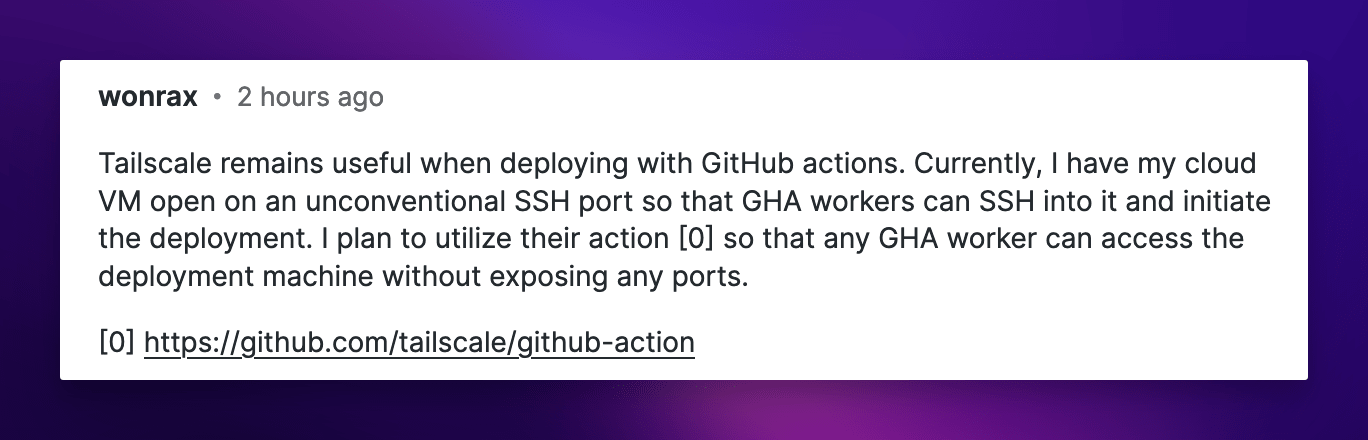 wonrax • 2 hours ago
Tailscale remains useful when deploying with GitHub actions. Currently, I have my cloud
VM open on an unconventional SSH port so that GHA workers can SSH into it and initiate
the deployment. I plan to utilize their action [0] so that any GHA worker can access the
deployment machine without exposing any ports.
[0] https://github.com/tailscale/github-action